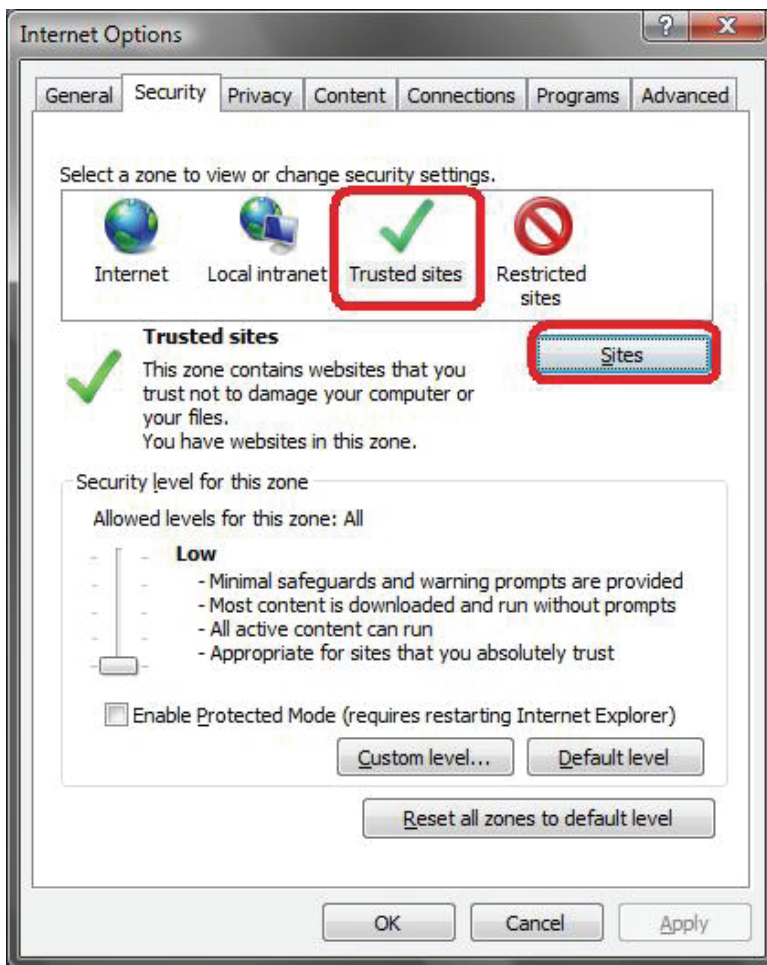 Internet Options
General Security Privacy Content Connections Programs Advanced
Select a zone to view or change security settings.
Internet Local intranet Trusted sites Restricted sites
Trusted sites
Sites
This zone contains websites that you
trust not to damage your computer or
your files.
You have websites in this zone.
Security level for this zone
Allowed levels for this zone: All
Low
- Minimal safeguards and warning prompts are provided
- Most content is downloaded and run without prompts
- All active content can run
- Appropriate for sites that you absolutely trust
Enable Protected Mode (requires restarting Internet Explorer)
Custom level... Default level
Reset all zones to default level
OK Cancel Apply